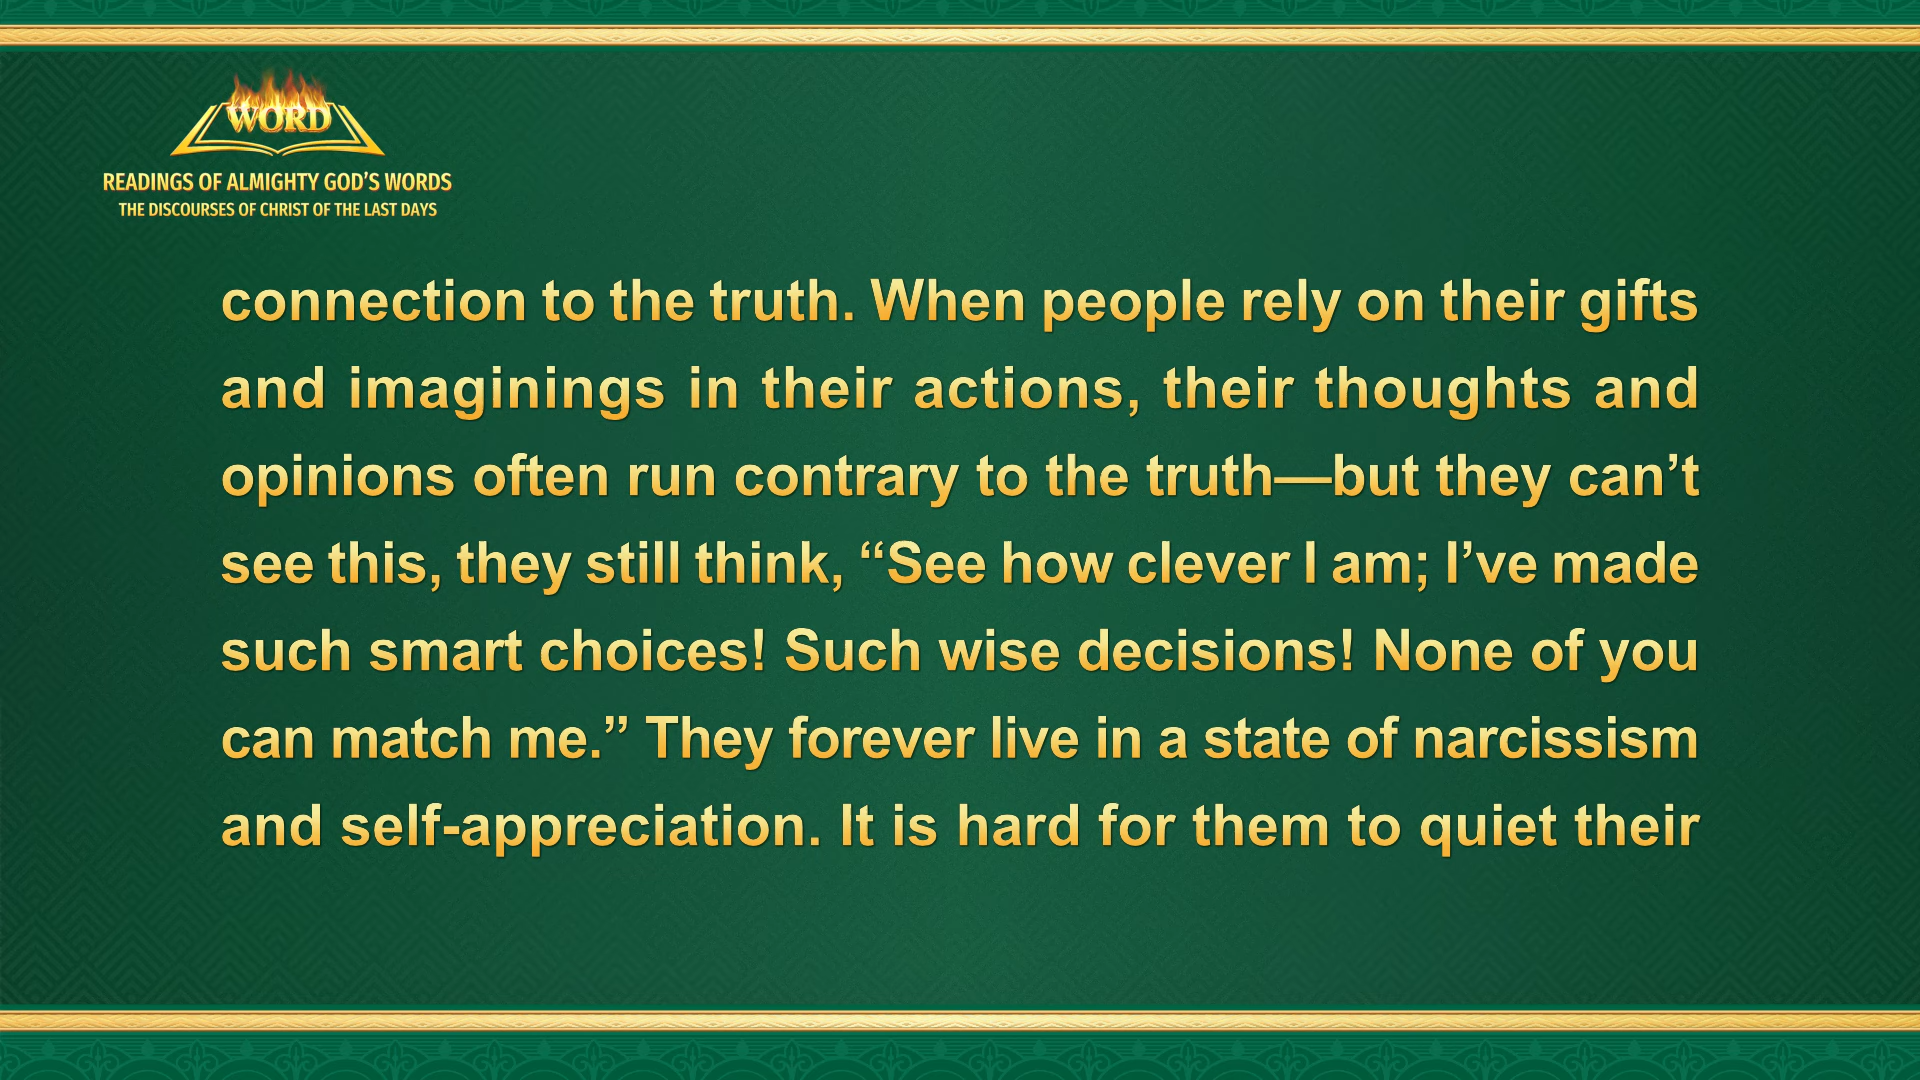 WORD
READINGS OF ALMIGHTY GOD’S WORDS
THE DISCOURSES OF CHRIST OF THE LAST DAYS
connection to the truth. When people rely on their gifts
and imaginings in their actions, their thoughts and
opinions often run contrary to the truth—but they can’t
see this, they still think, “See how clever I am; I’ve made
such smart choices! Such wise decisions! None of you
can match me.” They forever live in a state of narcissism
and self-appreciation. It is hard for them to quiet their